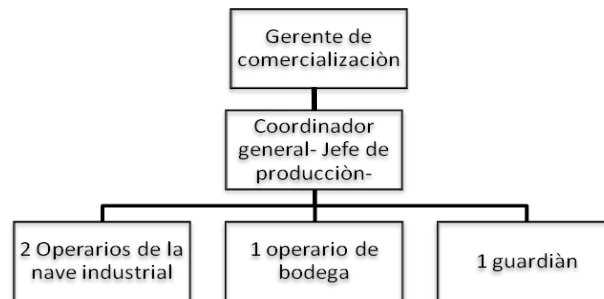 Gerente de
comercializaciòn
Coordinador
general- Jefe de
producciòn-
2 Operarios de la
nave industrial
1 operario de
bodega
1 guardiàn